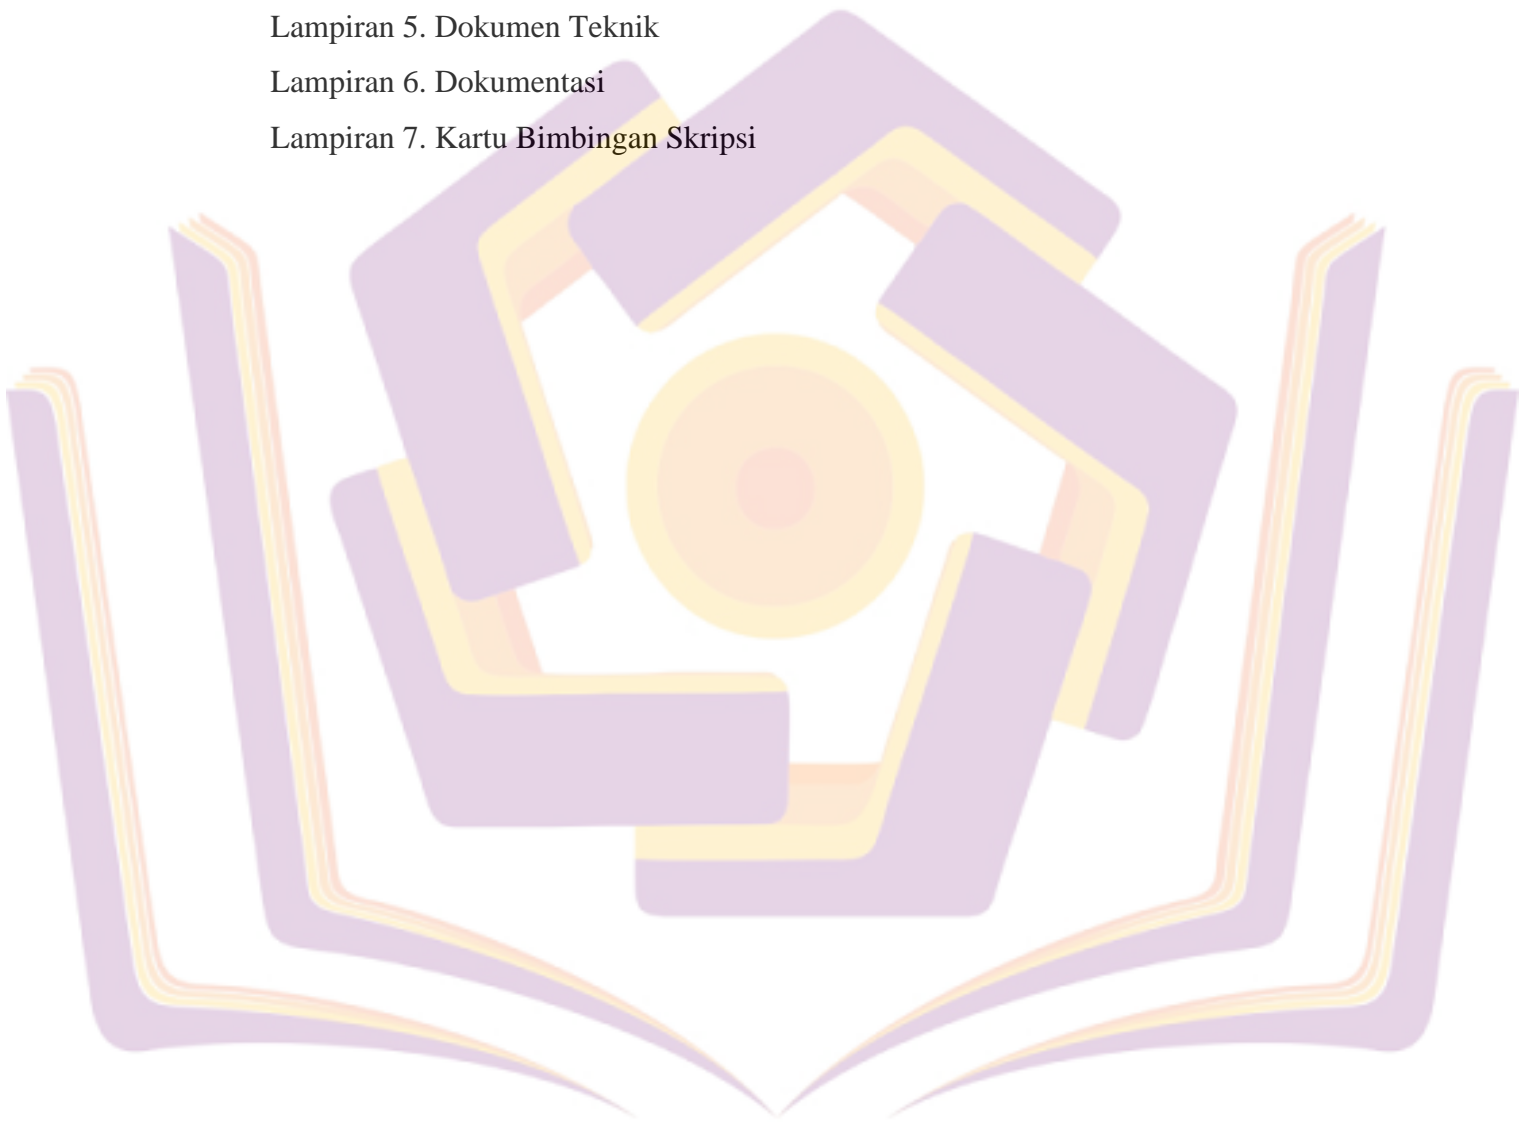 Lampiran 5. Dokumen Teknik
Lampiran 6. Dokumentasi
Lampiran 7. Kartu Bimbingan Skripsi